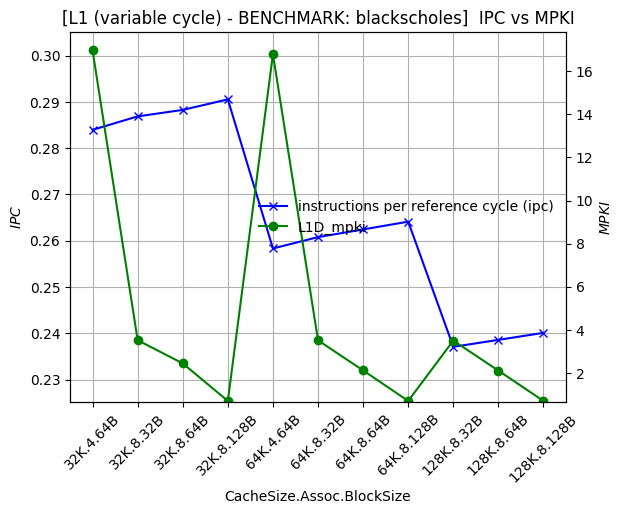 [L1 (variable cycle) - BENCHMARK: blackscholes]  IPC vs MPKI
0.30
0.29
0.28
0.27
0.26
0.25
0.24
0.23
IPC
16
14
12
10
8
6
4
2
MPKI
instructions per reference cycle (ipc)
L1D_mpki
32K.4.64B
32K.8.32B
32K.8.64B
32K.8.128B
64K.4.64B
64K.8.32B
64K.8.64B
64K.8.128B
128K.8.32B
128K.8.64B
128K.8.128B
CacheSize.Assoc.BlockSize